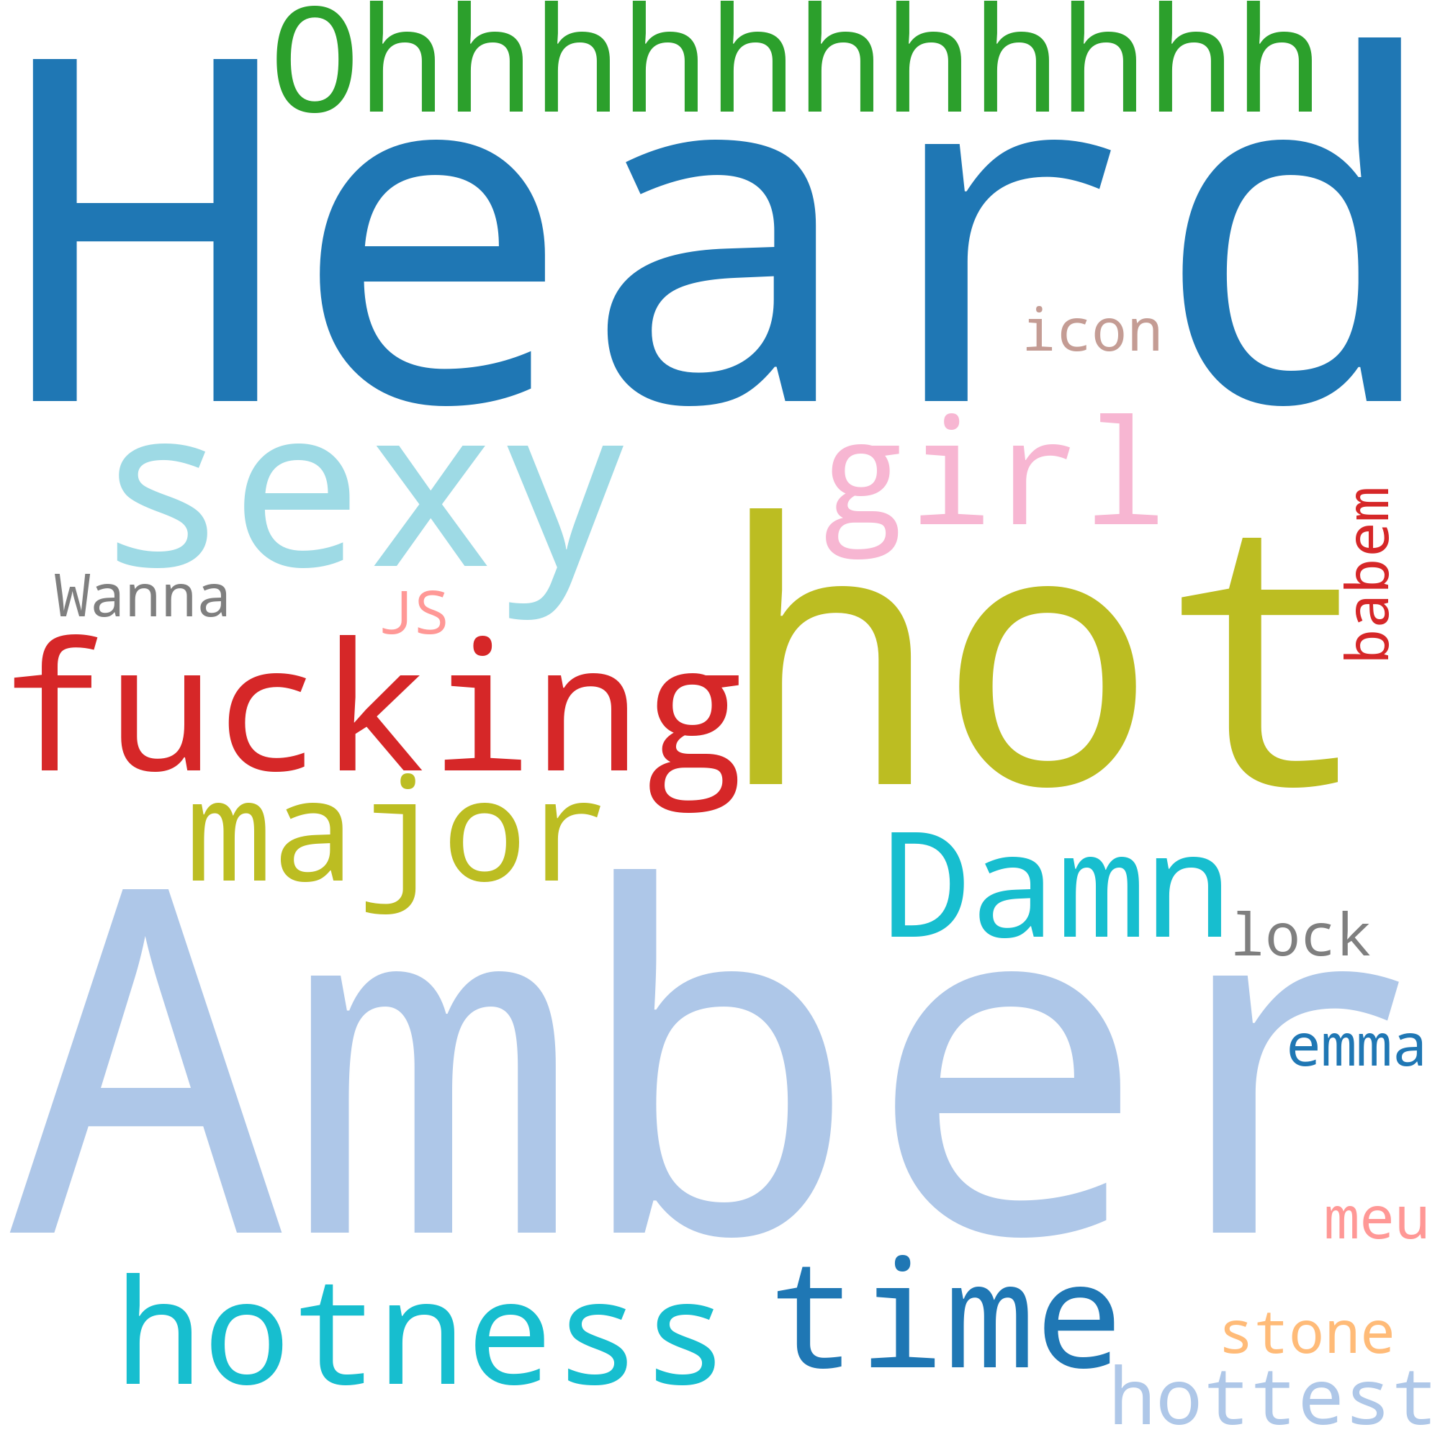 Ohhhhhhhhhhh
Heard
icon
sexy
girl
babem
Wanna
JS
hot
fucking
major
Damn
lock
Amber
emma
meu
hotness
time
stone
hottest